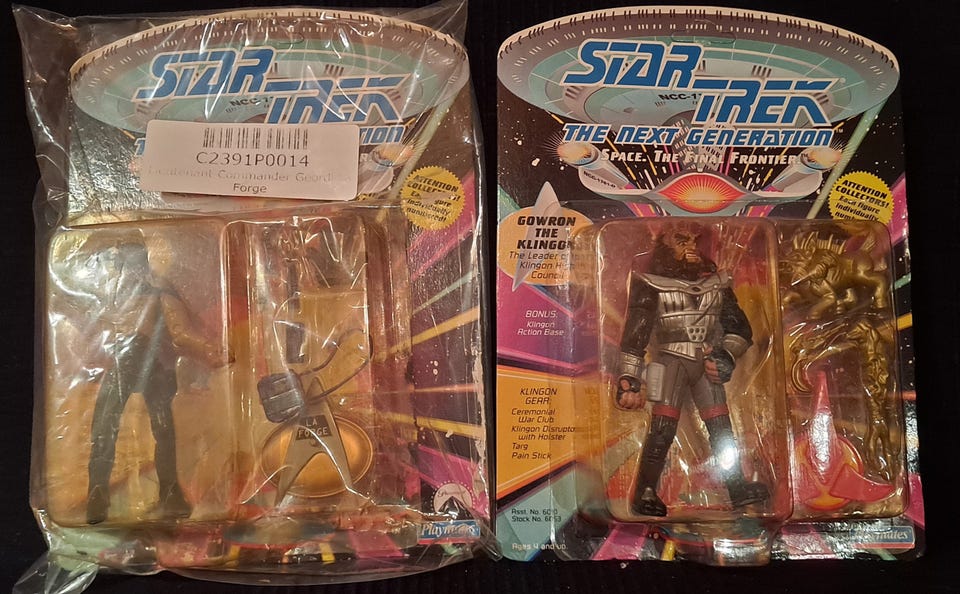 STAR
TREK
C2391P0014
Lieutenant Commander Geordi
Forge
ATTENTION
COLLECTORS!
individually
numbered!
LA
FORGE
Playmates
STAR
TREK
THE NEXT GENERATION
SPACE. THE FINAL FRONTIER
NCC-1701-D
ATTENTION
COLLECTORS!
Each figure
individually
GOWRON
THE
KLINGON
The Leader of the
Klingon High
Council
BONUS:
Klingon
Action Base
KLINGON
GEAR:
Ceremonial
War Club
Klingon Disruptor
with Holster
Targ
Pain Stick
Asst. No. 6010
Stock No. 6053
Ages 4 and up.